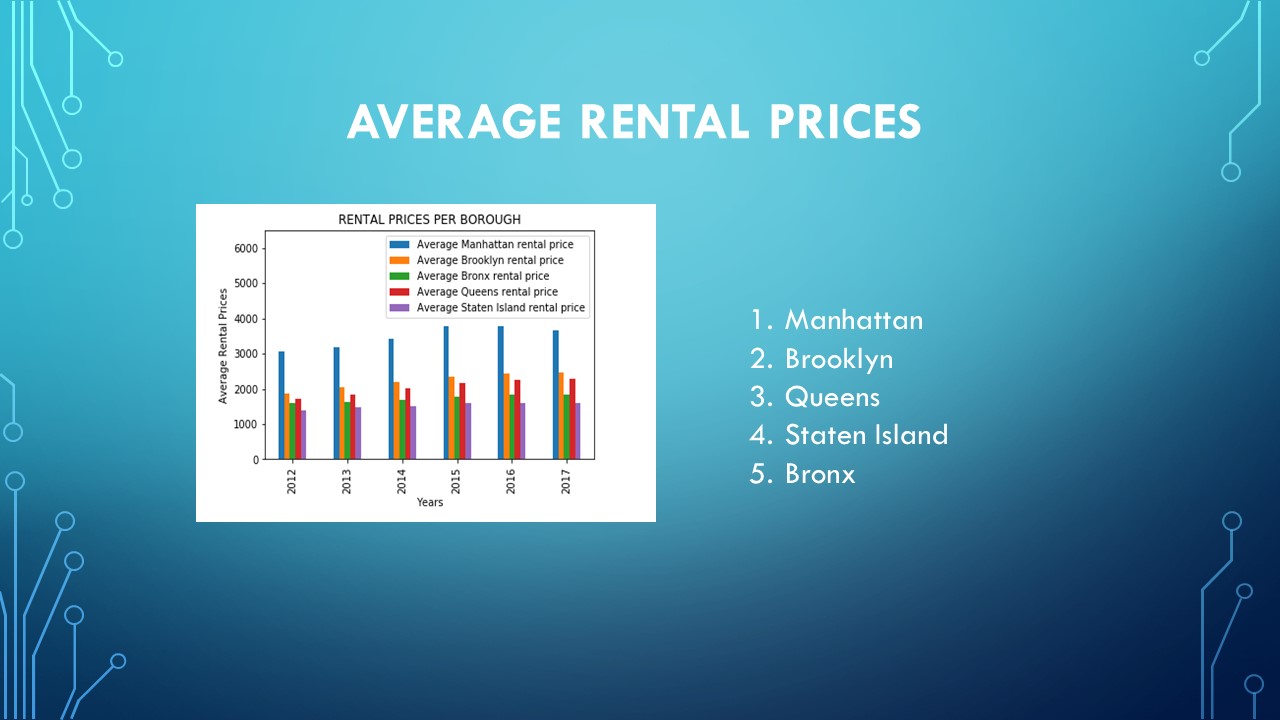 AVERAGE RENTAL PRICES
RENTAL PRICES PER BOROUGH
Average Manhattan rental price
Average Brooklyn rental price
Average Bronx rental price
Average Queens rental price
Average Staten Island rental price
Average Rental Prices
6000
5000
4000
3000
2000
1000
0
2012 2013 2014 2015 2016 2017
Years
1. Manhattan
2. Brooklyn
3. Queens
4. Staten Island
5. Bronx